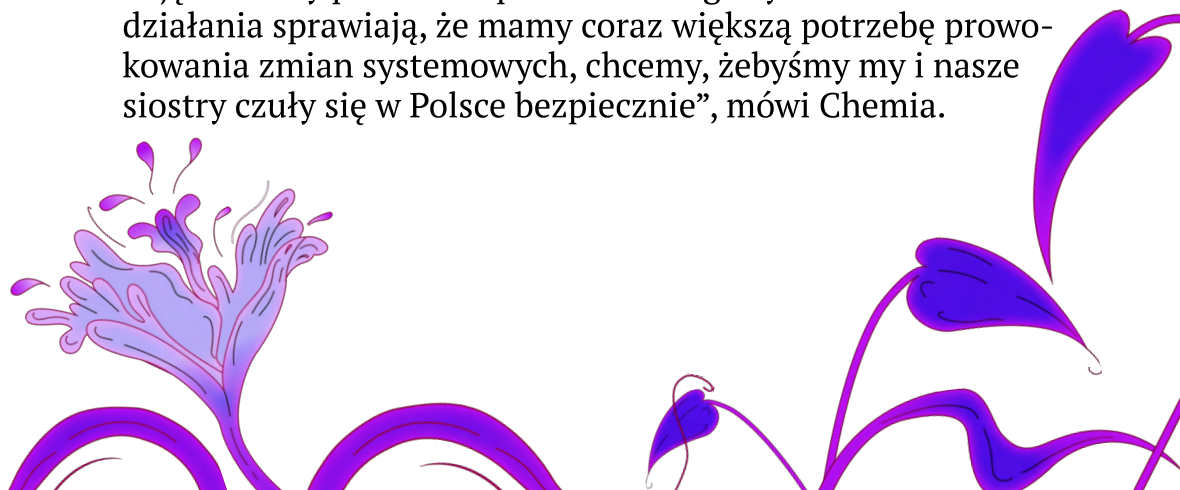 działania sprawiają, że mamy coraz większą potrzebę prowo-
kowania zmian systemowych, chcemy, żebyśmy my i nasze
siostry czuły się w Polsce bezpiecznie”, mówi Chemia.